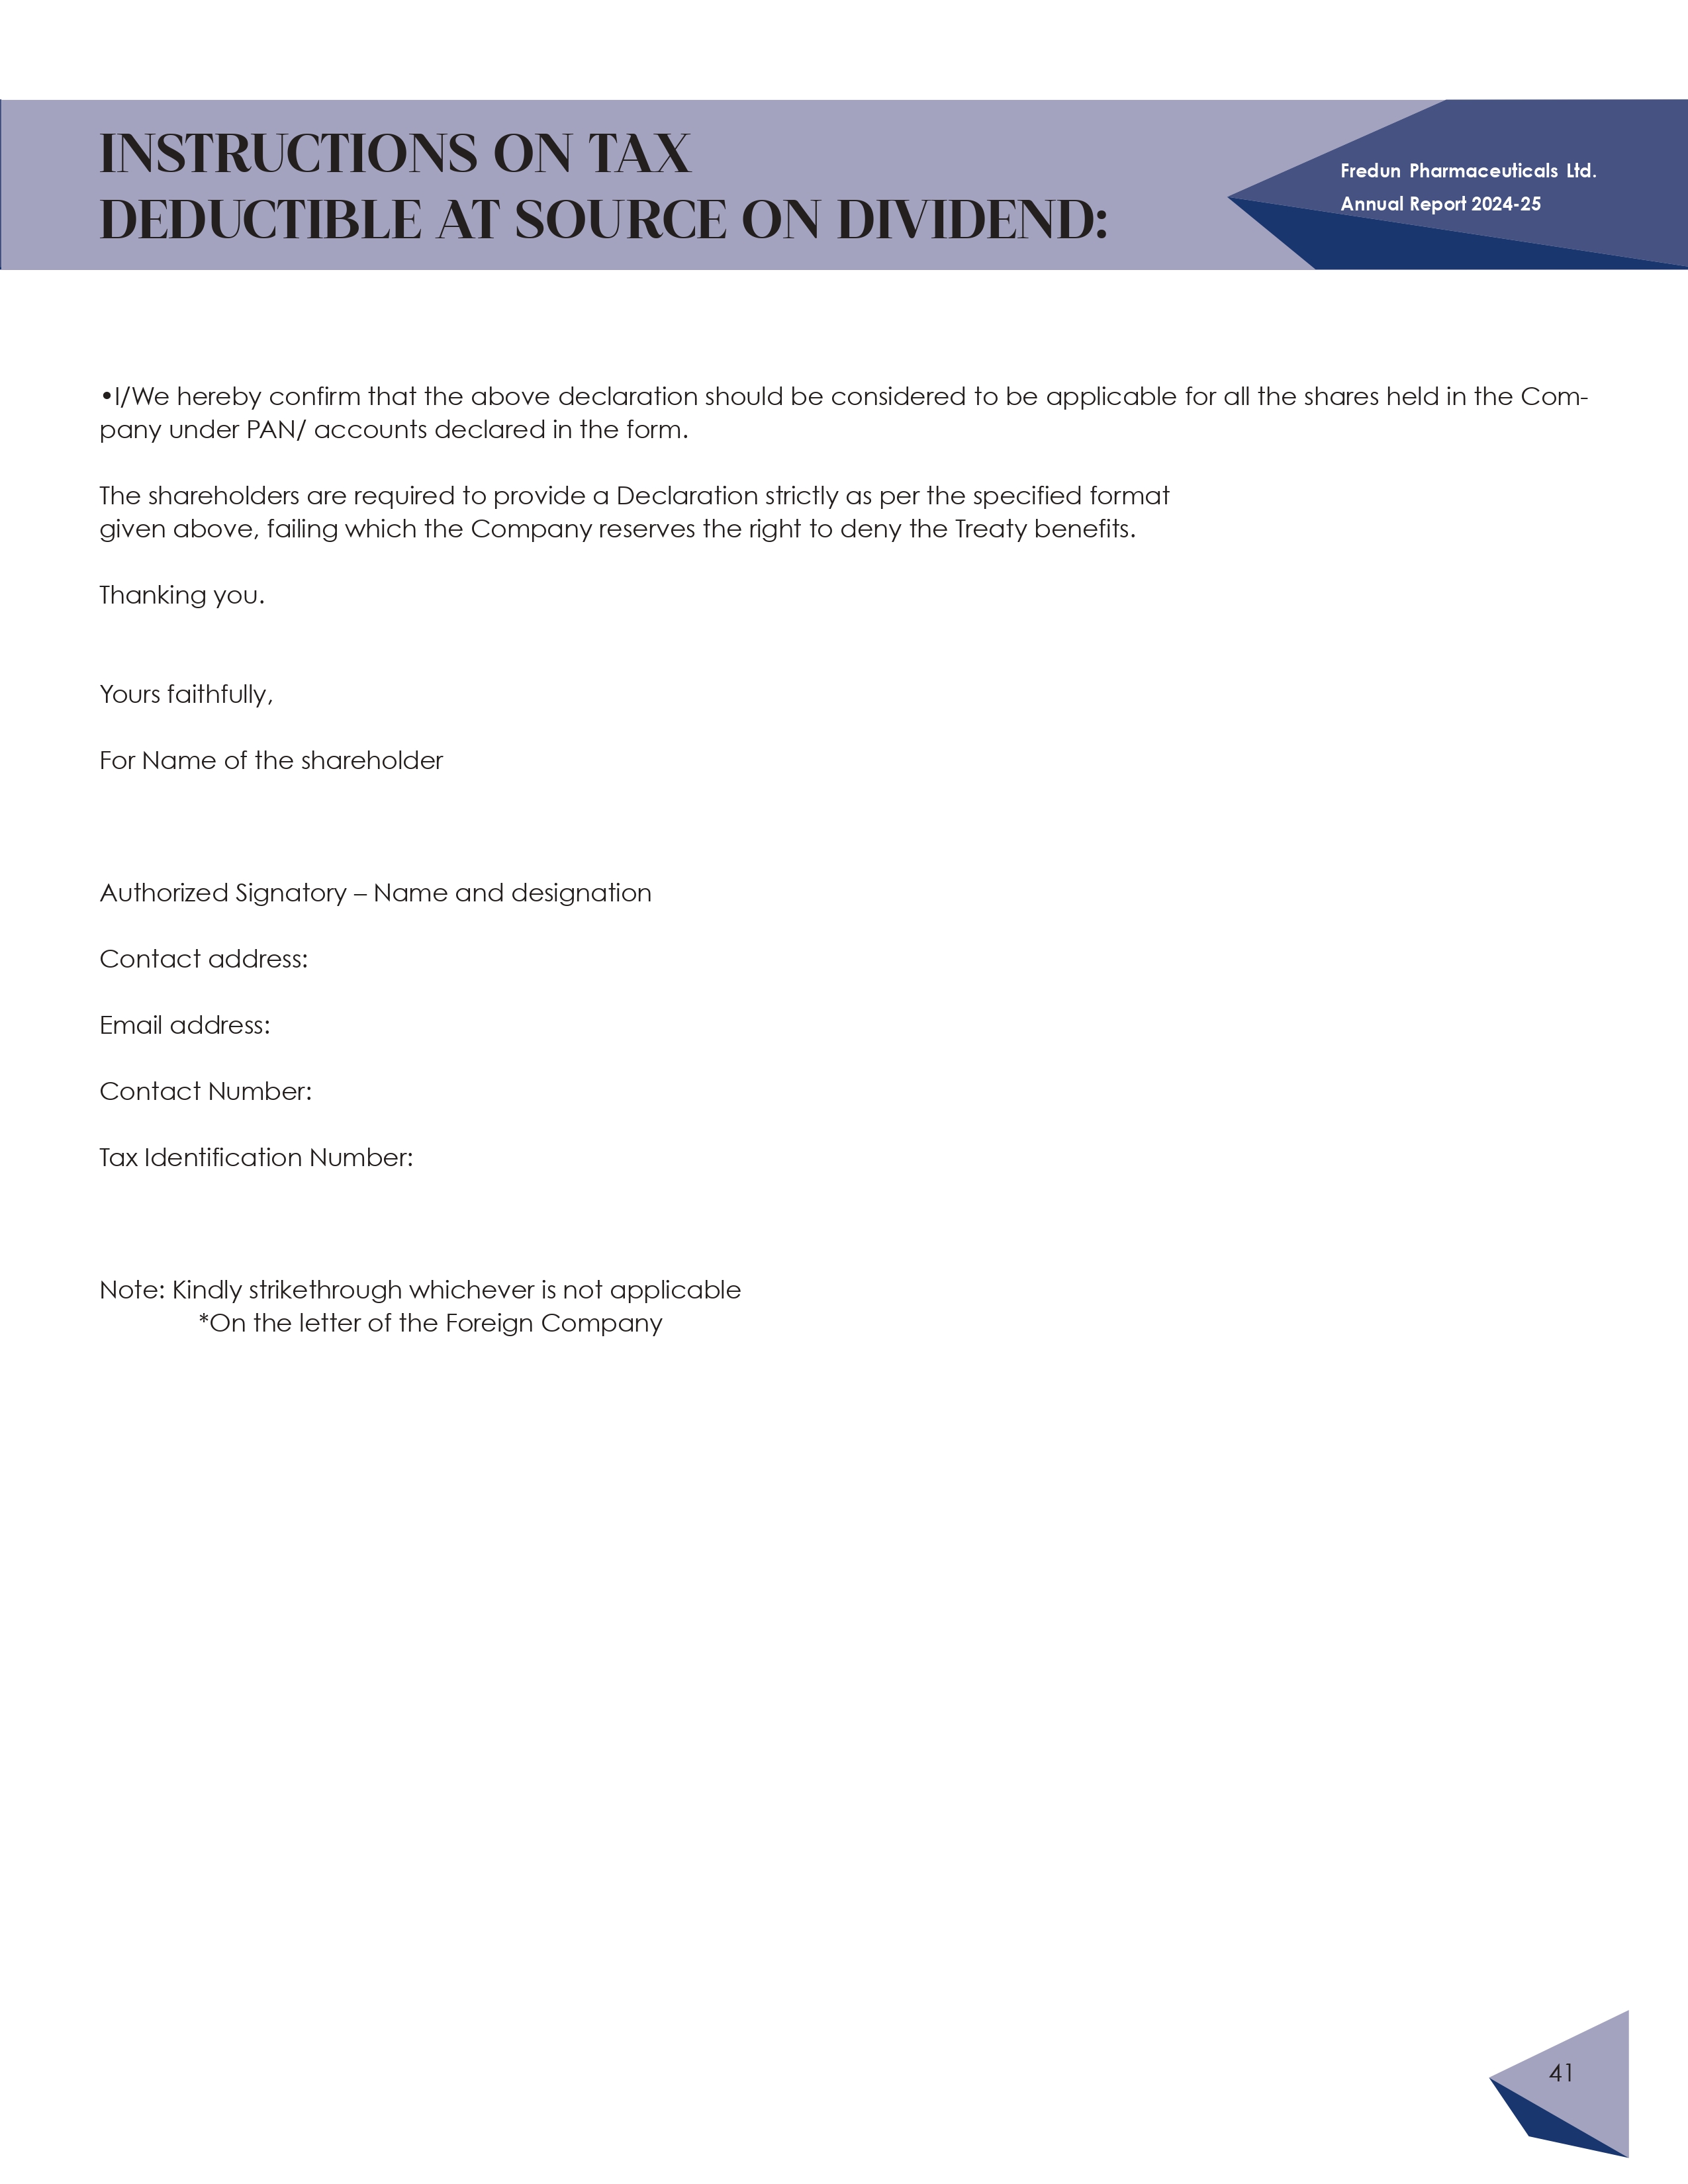 INSTRUCTIONS ON TAX
DEDUCTIBLE AT SOURCE ON DIVIDEND:
Fredun Pharmaceuticals Ltd.
Annual Report 2024-25
•I/We hereby confirm that the above declaration should be considered to be applicable for all the shares held in the Com-
pany under PAN/ accounts declared in the form.
The shareholders are required to provide a Declaration strictly as per the specified format
given above, failing which the Company reserves the right to deny the Treaty benefits.
Thanking you.
Yours faithfully,
For Name of the shareholder
Authorized Signatory – Name and designation
Contact address:
Email address:
Contact Number:
Tax Identification Number:
Note: Kindly strikethrough whichever is not applicable
*On the letter of the Foreign Company
41